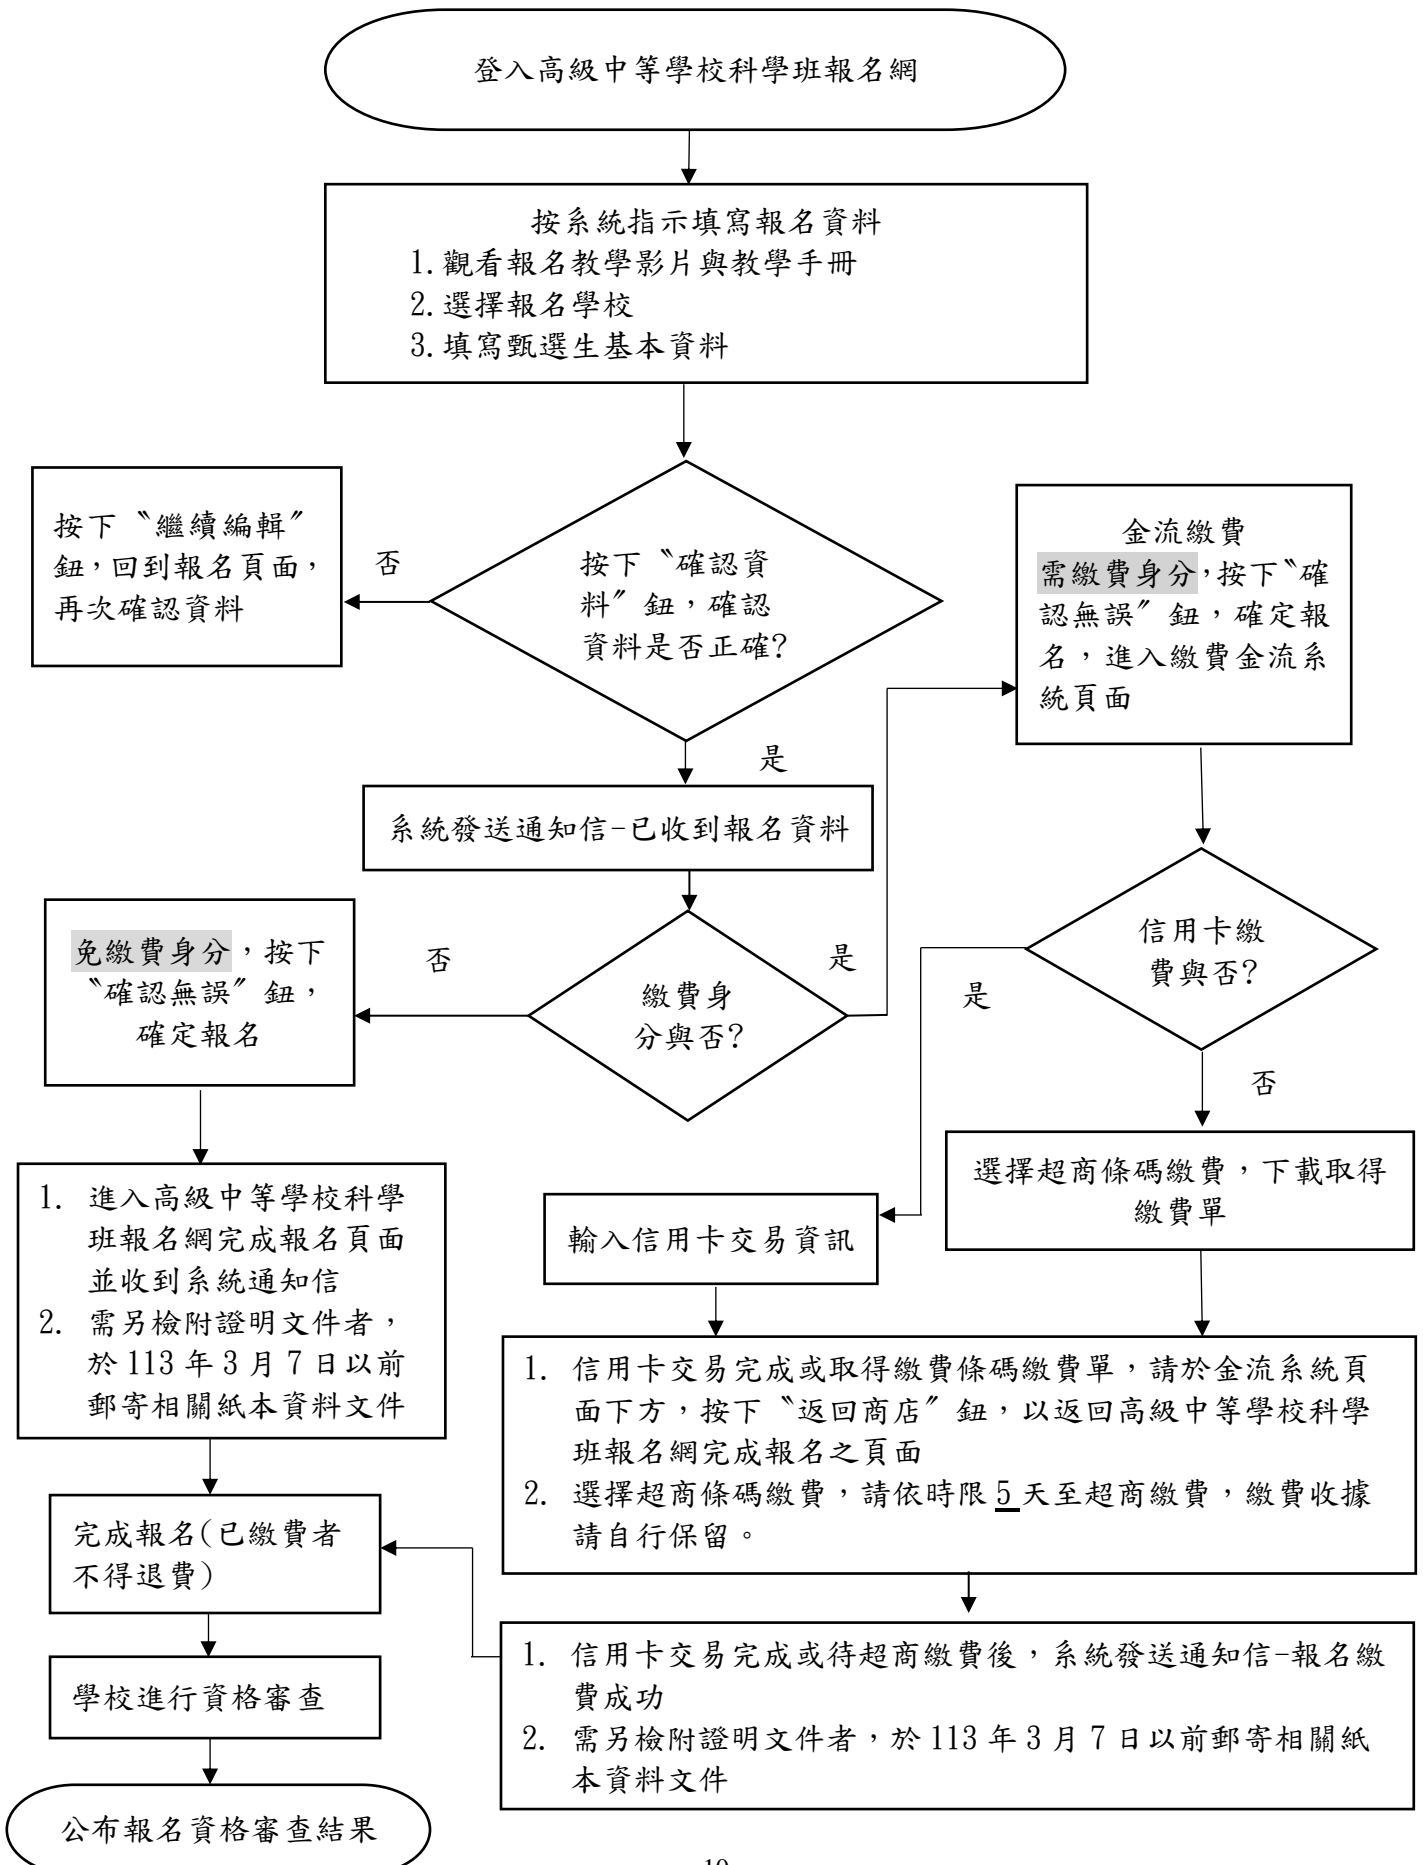 登入高級中等學校科學班報名網
按系統指示填寫報名資料
1.觀看報名教學影片與教學手冊
2.選擇報名學校
3.填寫甄選生基本資料
按下〝繼續編輯〞
鈕，回到報名頁面，
再次確認資料
否
按下〝確認資
料〞鈕，確認
資料是否正確?
金流繳費
需繳費身分，按下〝確
認無誤〞鈕，確定報
名，進入繳費金流系
統頁面
是
系統發送通知信-已收到報名資料
免繳費身分，按下
〝確認無誤〞鈕，
確定報名
否
繳費身
分與否?
是
信用卡繳
費與否?
是
否
選擇超商條碼繳費，下載取得
繳費單
輸入信用卡交易資訊
1. 進入高級中等學校科學
班報名網完成報名頁面
並收到系統通知信
2. 需另檢附證明文件者，
於 113 年 3 月 7 日以前
郵寄相關紙本資料文件
1. 信用卡交易完成或取得繳費條碼繳費單，請於金流系統頁
面下方，按下〝返回商店〞鈕，以返回高級中等學校科學
班報名網完成報名之頁面
2. 選擇超商條碼繳費，請依時限 5 天至超商繳費，繳費收據
請自行保留。
完成報名(已繳費者
不得退費)
1. 信用卡交易完成或待超商繳費後，系統發送通知信-報名繳
費成功
2. 需另檢附證明文件者，於 113 年 3 月 7 日以前郵寄相關紙
本資料文件
學校進行資格審查
公布報名資格審查結果